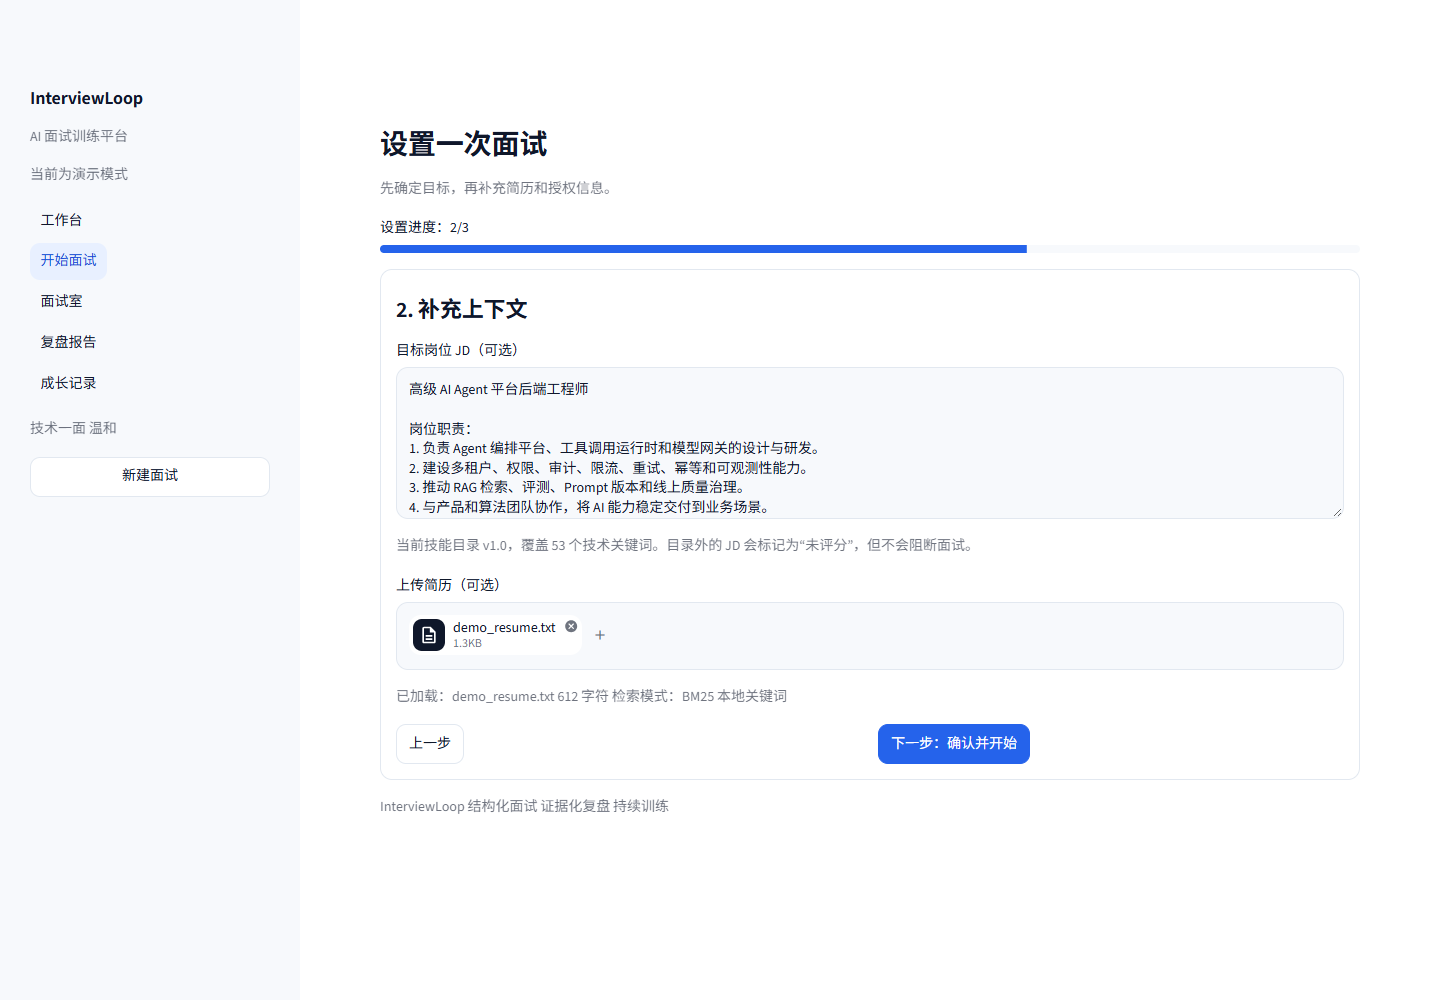 InterviewLoop
AI 面试训练平台
当前为演示模式
工作台
开始面试
面试室
复盘报告
成长记录
技术一面 温和
新建面试
设置一次面试
先确定目标，再补充简历和授权信息。
设置进度：2/3
2. 补充上下文
目标岗位 JD（可选）
高级 AI Agent 平台后端工程师
岗位职责：
1. 负责 Agent 编排平台、工具调用运行时和模型网关的设计与研发。
2. 建设多租户、权限、审计、限流、重试、幂等和可观测性能力。
3. 推动 RAG 检索、评测、Prompt 版本和线上质量治理。
4. 与产品和算法团队协作，将 AI 能力稳定交付到业务场景。
当前技能目录 v1.0，覆盖 53 个技术关键词。目录外的 JD 会标记为“未评分”，但不会阻断面试。
上传简历（可选）
demo_resume.txt
1.3KB
已加载：demo_resume.txt 612 字符 检索模式：BM25 本地关键词
上一步
下一步：确认并开始
InterviewLoop 结构化面试 证据化复盘 持续训练